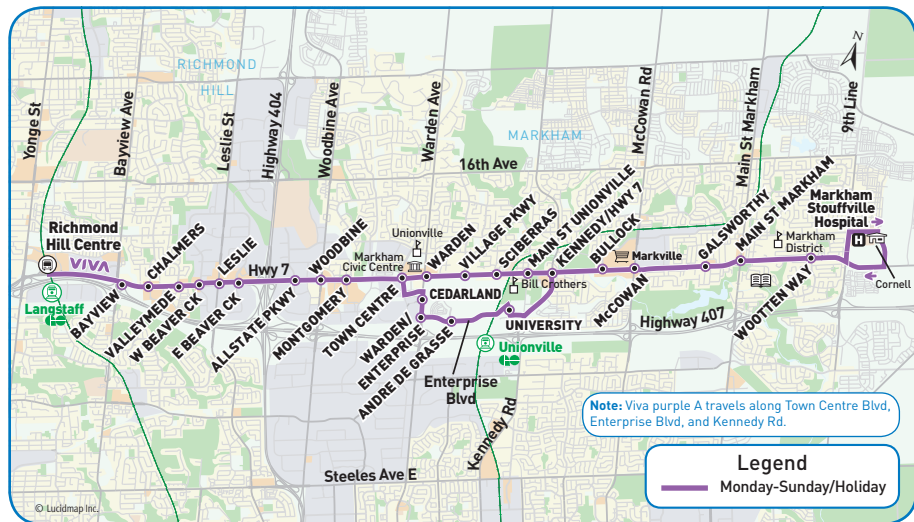 Yonge St
Bayview Ave
Leslie St
Highway 404
Woodbine Ave
Warden Ave
McCowan Rd
Main St Markham
9th Line
N
RICHMOND
HILL
MARKHAM
16th Ave
Richmond
Hill Centre
VIVA
Langstaff
BAYVIEW
CHALMERS
VALLEYMEDE
W BEAVER CK
LESLIE
E BEAVER CK
Hwy 7
ALLSTATE PKWY
WOODBINE
MONTGOMERY
Markham
Civic Centre
TOWN CENTRE
Unionville
WARDEN
CEDARLAND
WARDEN/
ENTERPRISE
ANDRE DE GRASSE
VILLAGE PKWY
SCIBERRAS
MAIN ST UNIONVILLE
Bill Crothers
UNIVERSITY
KENNEDY/HWY 7
BULLOCK
Markville
McCOWAN
GALSWORTHY
MAIN ST MARKHAM
Markham
District
WOOTTEN WAY
Markham
Stouffville
Hospital
H
Cornell
Highway 407
Unionville
Enterprise
Blvd
Kennedy Rd
Steeles Ave E
Note: Viva purple A travels along Town Centre Blvd,
Enterprise Blvd, and Kennedy Rd.
Legend
Monday-Sunday/Holiday
© Lucidmap Inc.